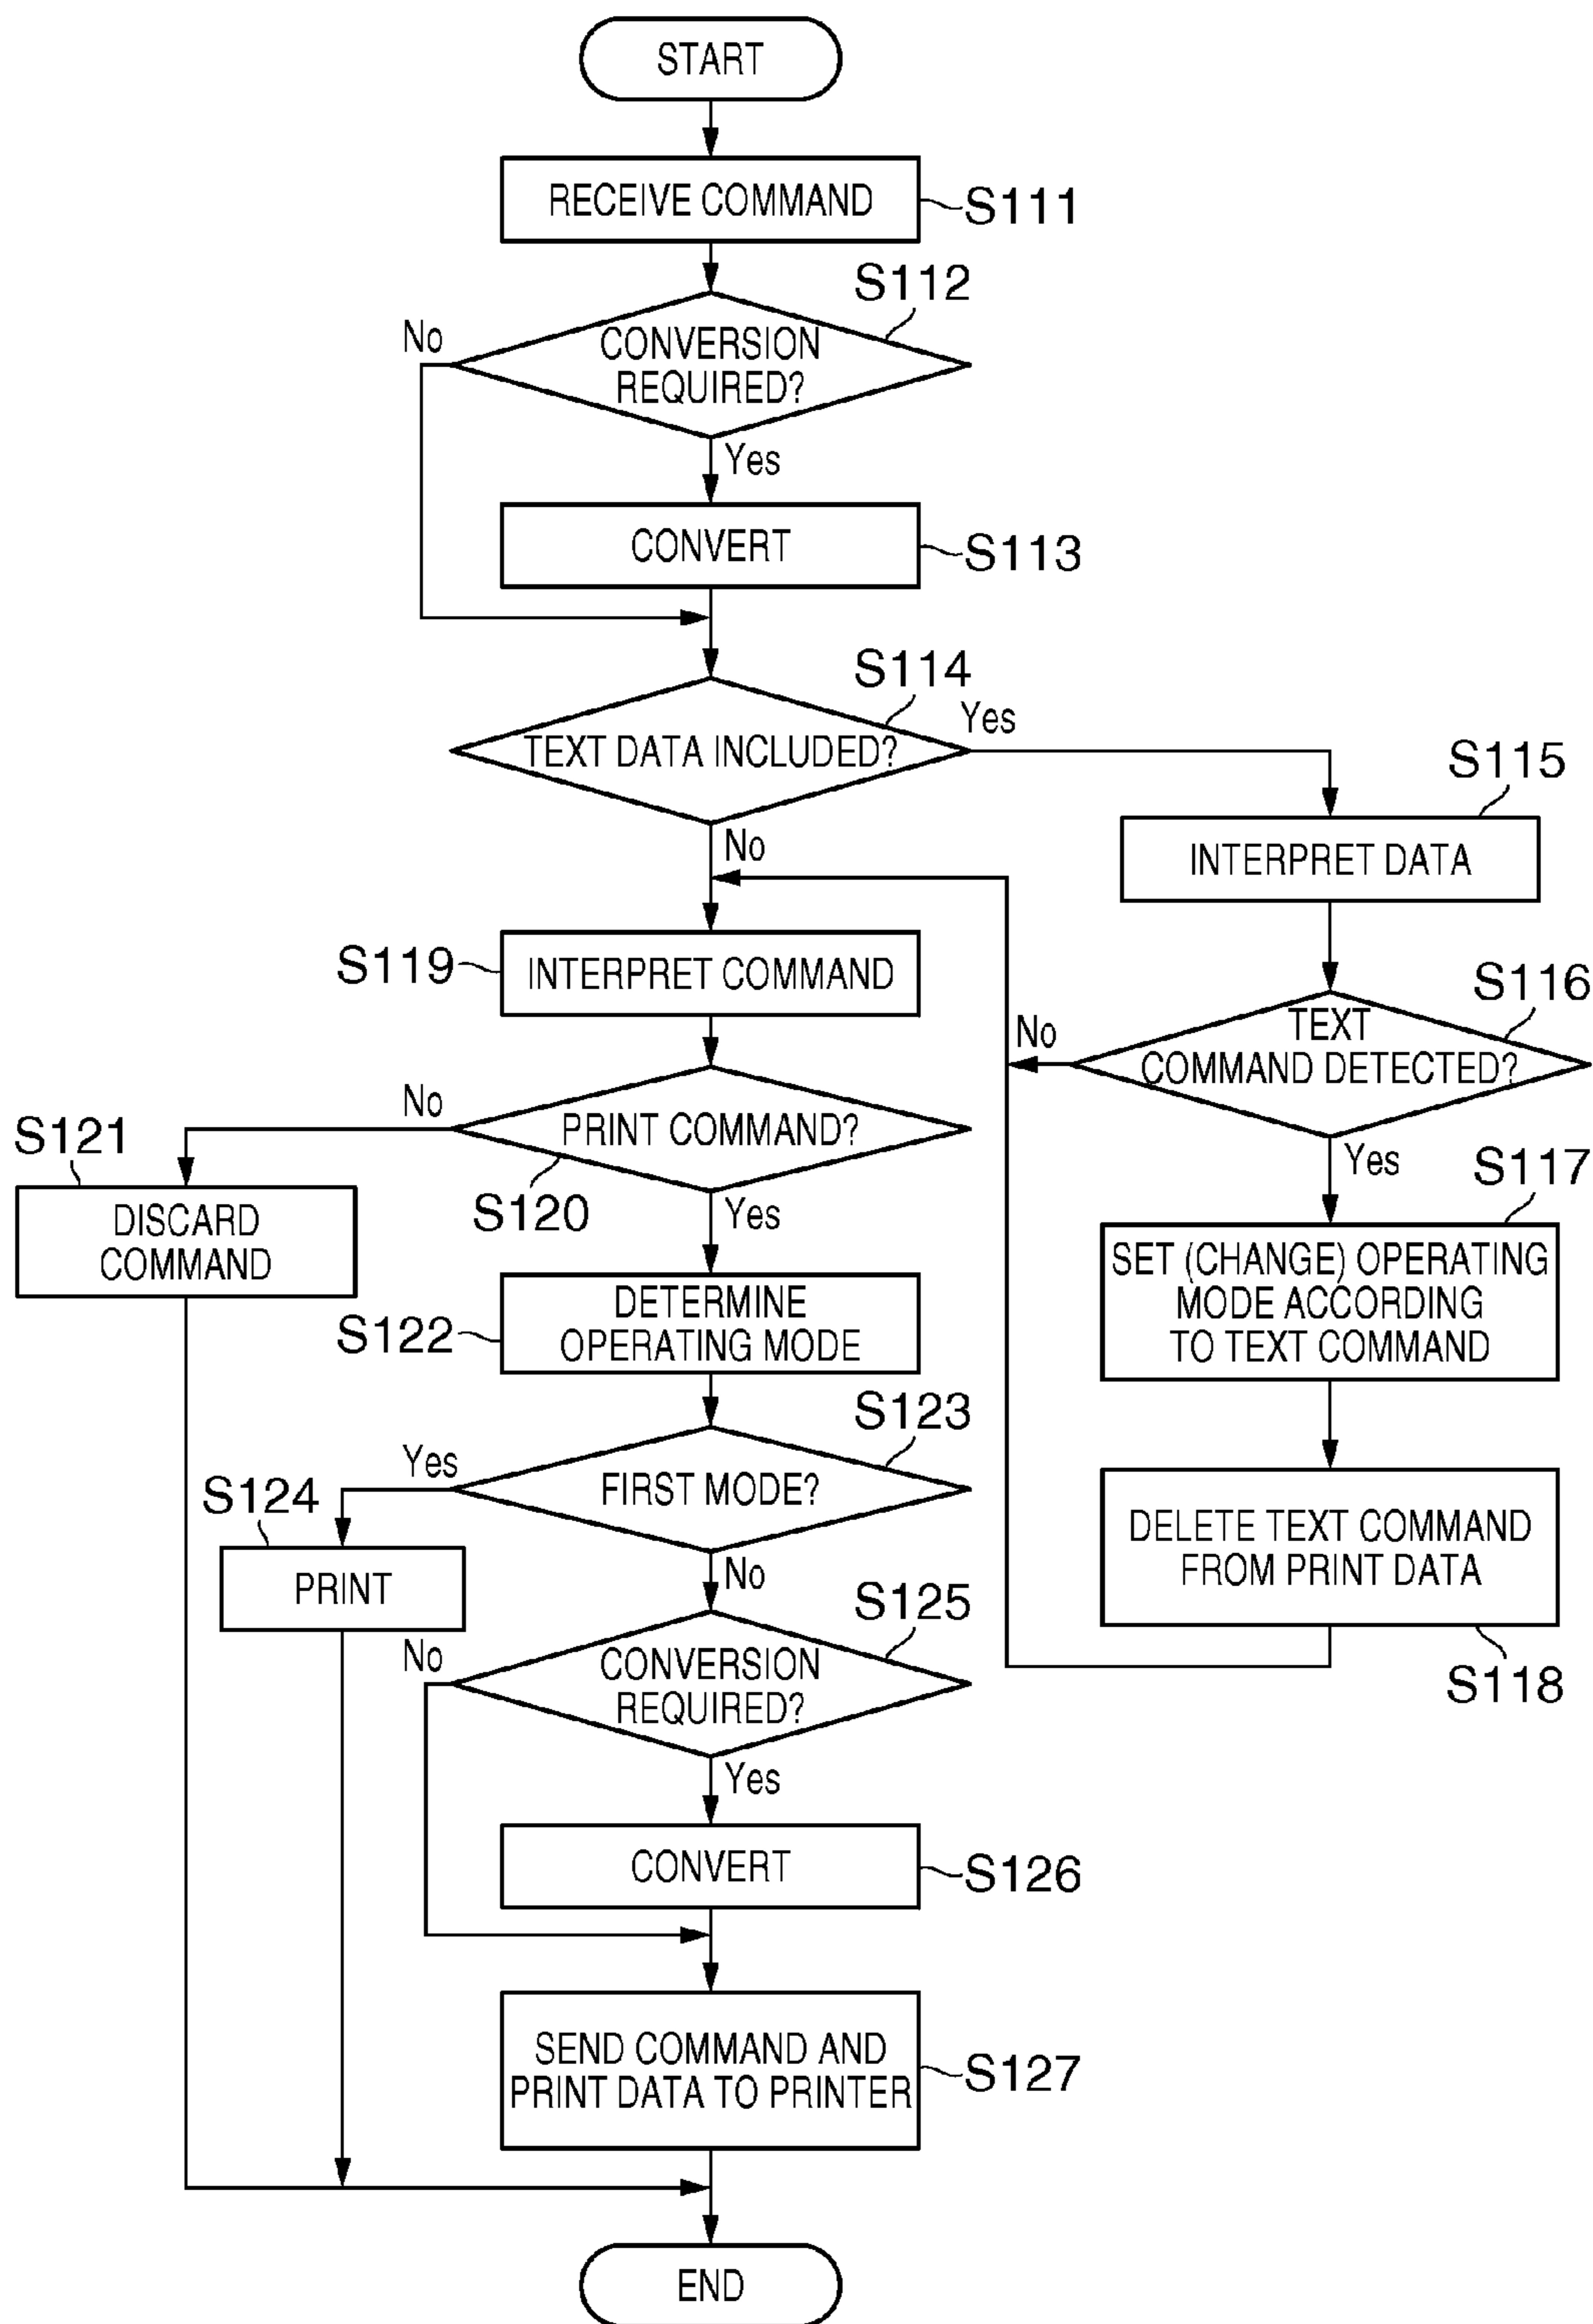 START
RECEIVE COMMAND
S111
S112
No
CONVERSION
REQUIRED?
Yes
CONVERT
S113
S114
Yes
TEXT DATA INCLUDED?
No
S115
INTERPRET DATA
S119
INTERPRET COMMAND
S116
No
TEXT
COMMAND DETECTED?
Yes
No
PRINT COMMAND?
S120
Yes
S121
DISCARD
COMMAND
S117
SET (CHANGE) OPERATING
MODE ACCORDING
TO TEXT COMMAND
S122
DETERMINE
OPERATING MODE
S123
Yes
FIRST MODE?
No
S124
PRINT
DELETE TEXT COMMAND
FROM PRINT DATA
S118
S125
No
CONVERSION
REQUIRED?
Yes
CONVERT
S126
SEND COMMAND AND
PRINT DATA TO PRINTER
S127
END